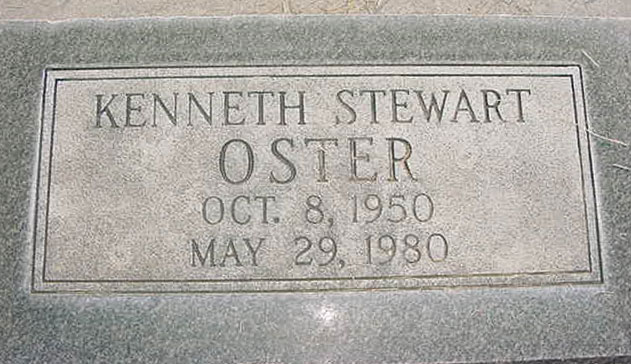 KENNETH STEWART
OSTER
OCT. 8, 1950
MAY 29, 1980